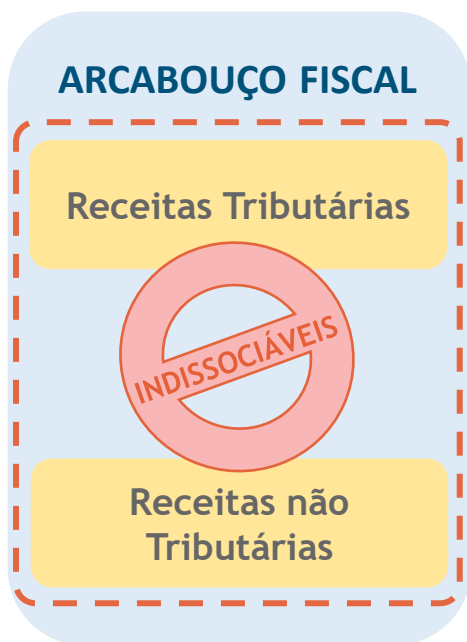 ARCABOUÇO FISCAL
Receitas Tributárias
INDISSOCIÁVEIS
Receitas não
Tributárias